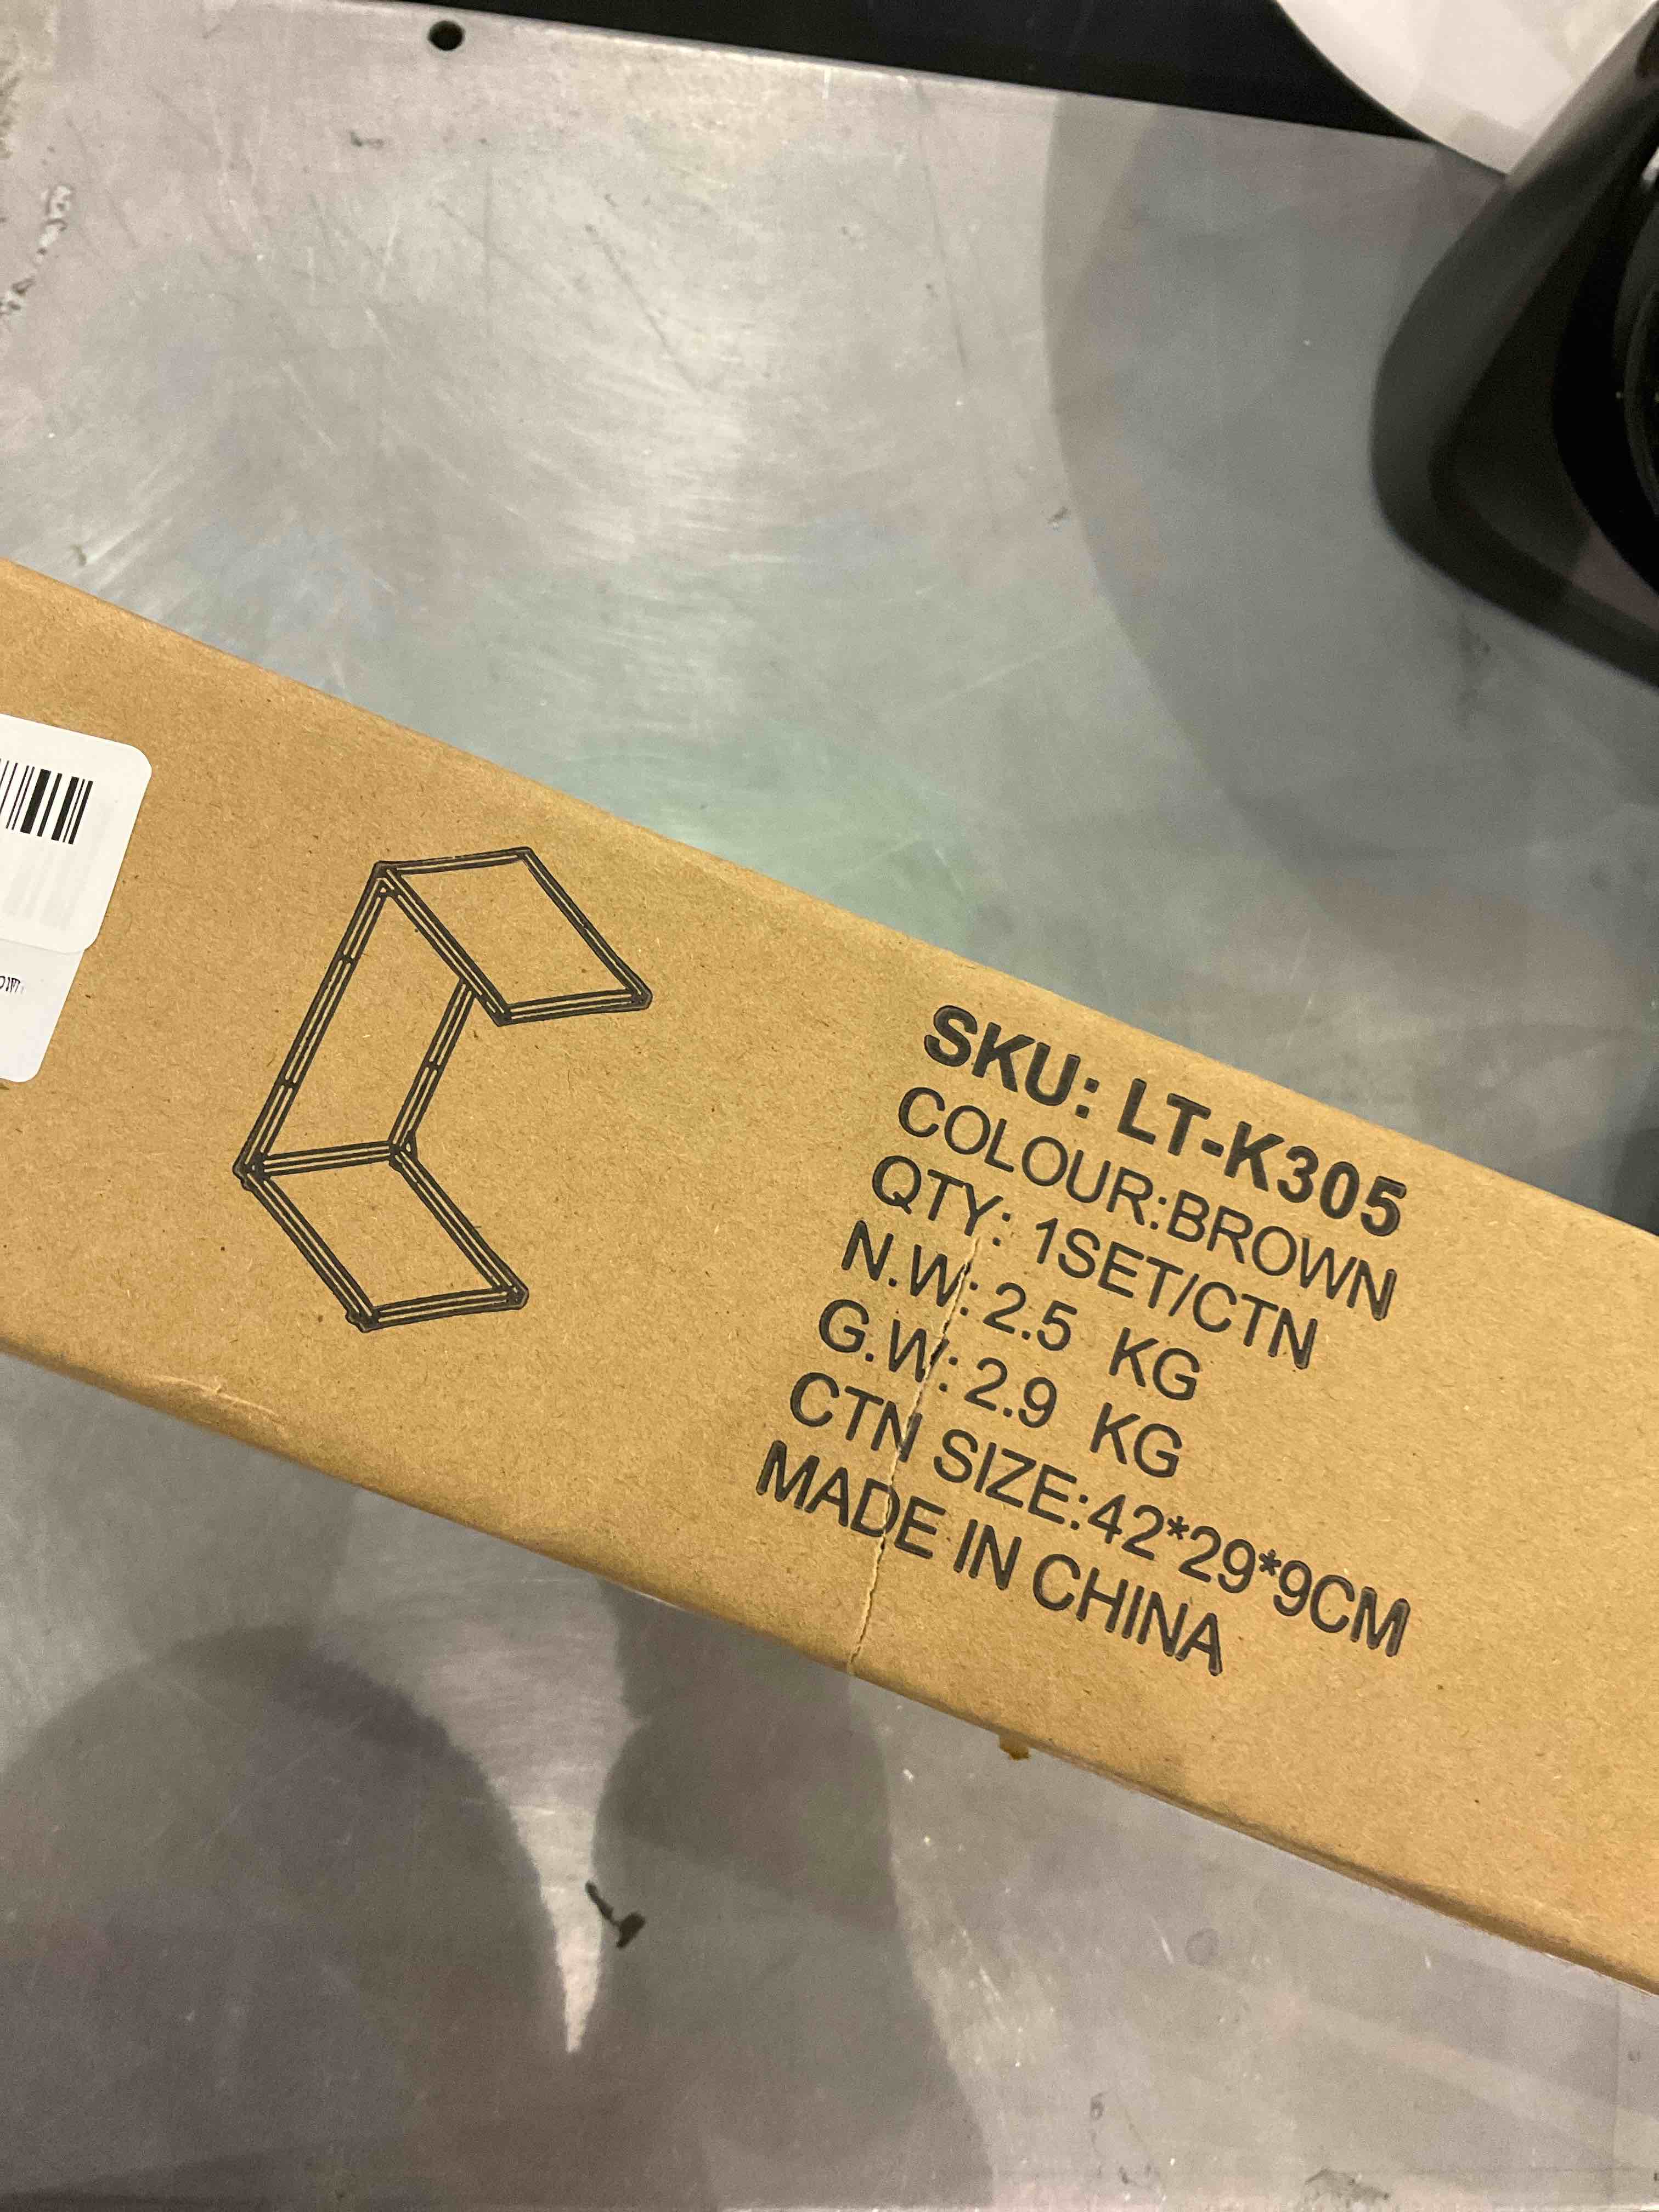 SKU: LT-K305
COLOUR:BROWN
QTY: 1SET/CTN
N.W: 2.5 KG
G.W: 2.9 KG
CTN SIZE:42*29*9CM
MADE IN CHINA